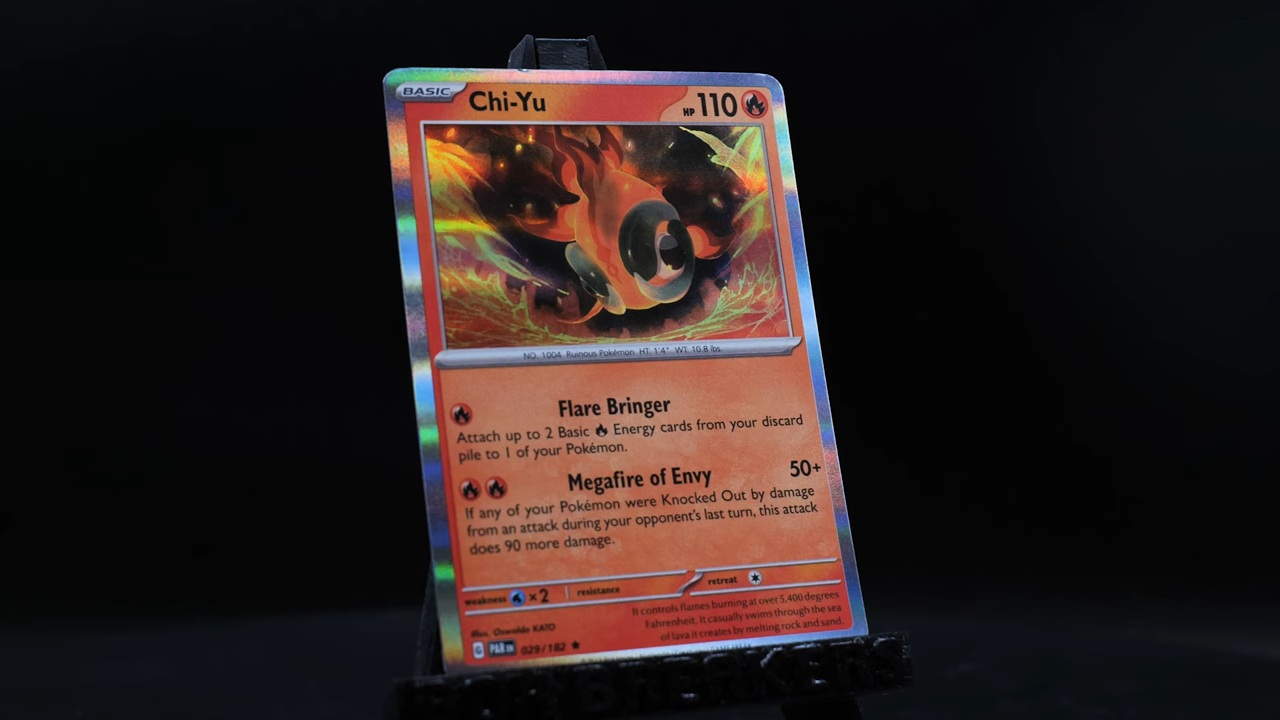 BASIC Chi-Yu HP 110
NO. 1004 Ruinous Pokémon HT: 1'4" WT: 10.8 lbs.
Flare Bringer
Attach up to 2 Basic Energy cards from your discard
pile to 1 of your Pokémon.
Megafire of Envy 50+
If any of your Pokémon were Knocked Out by damage
from an attack during your opponent's last turn, this attack
does 90 more damage.
weakness ×2 resistance retreat
It controls flames burning at over 5,400 degrees
Fahrenheit. It casually swims through the sea
of lava it creates by melting rock and sand.
Illus. Oswaldo KATO
G PAR EN 029/182 ★